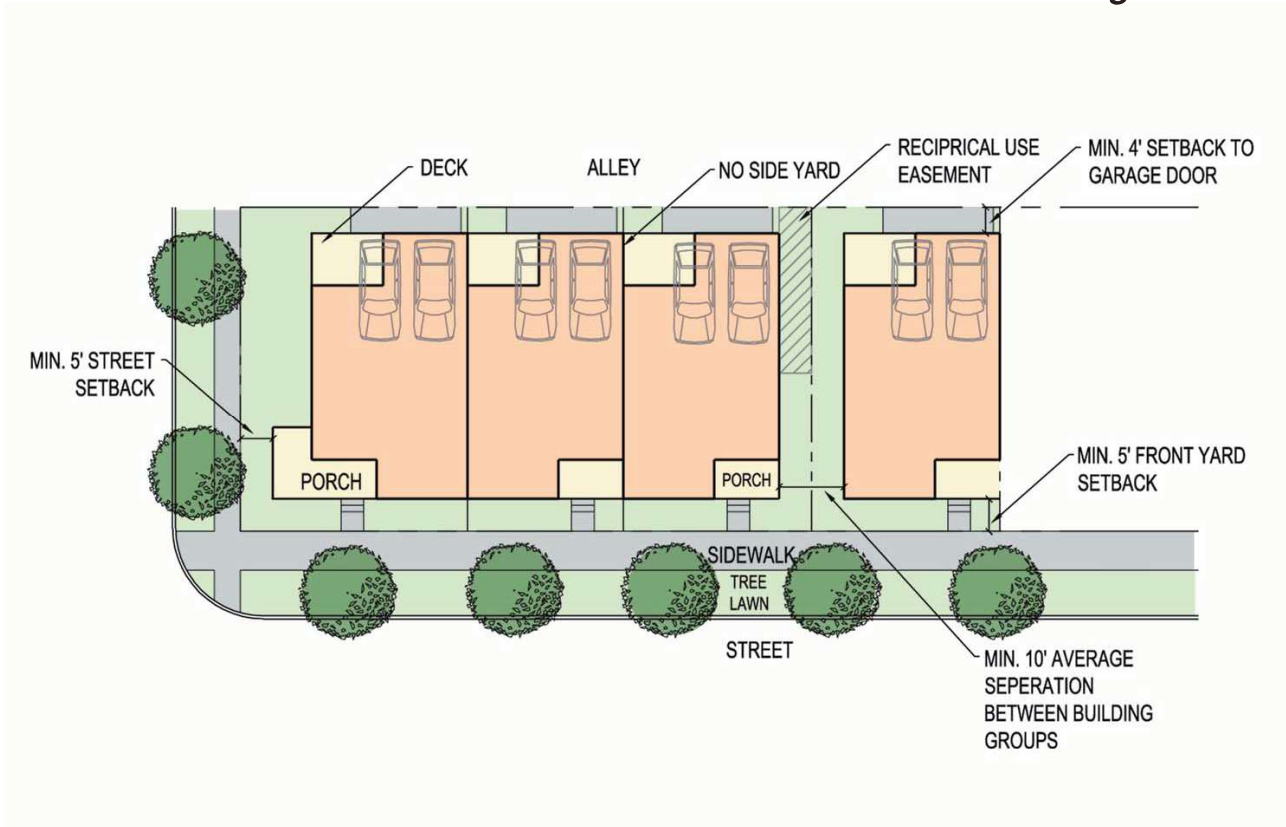 DECK
ALLEY
NO SIDE YARD
RECIPRICAL USE
EASEMENT
MIN. 4' SETBACK TO
GARAGE DOOR
MIN. 5' STREET
SETBACK
PORCH
PORCH
MIN. 5' FRONT YARD
SETBACK
SIDEWALK
TREE
LAWN
STREET
MIN. 10' AVERAGE
SEPERATION
BETWEEN BUILDING
GROUPS